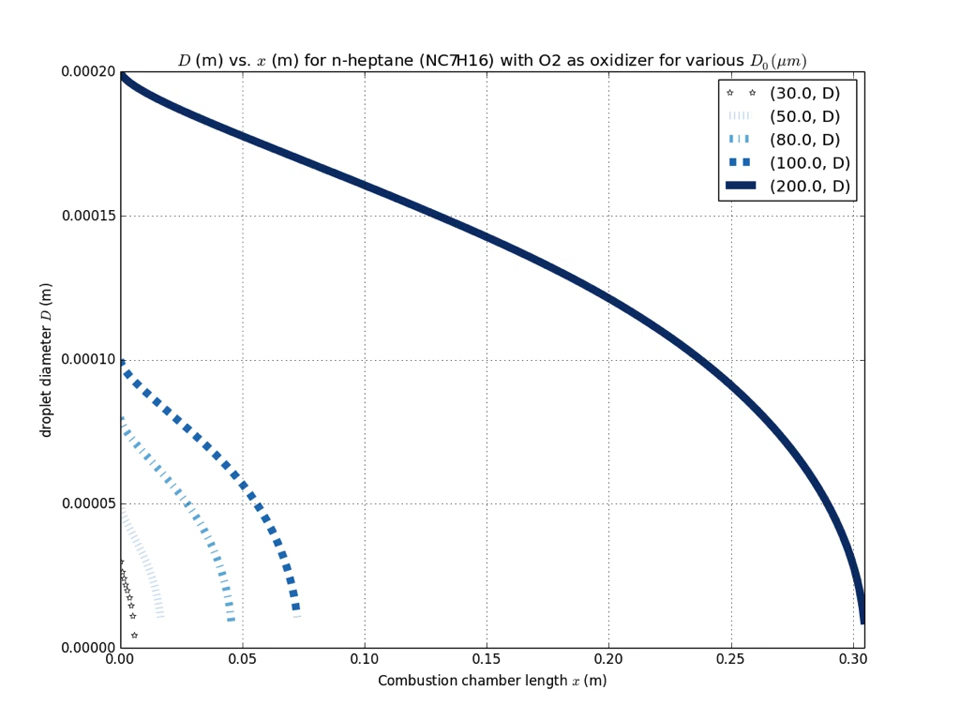 D (m) vs. x (m) for n-heptane (NC7H16) with O2 as oxidizer for various D₀(μm)
0.00020
(30.0, D)
(50.0, D)
(80.0, D)
(100.0, D)
(200.0, D)
0.00015
0.00010
0.00005
0.00000
droplet diameter D (m)
0.00 0.05 0.10 0.15 0.20 0.25 0.30
Combustion chamber length x (m)